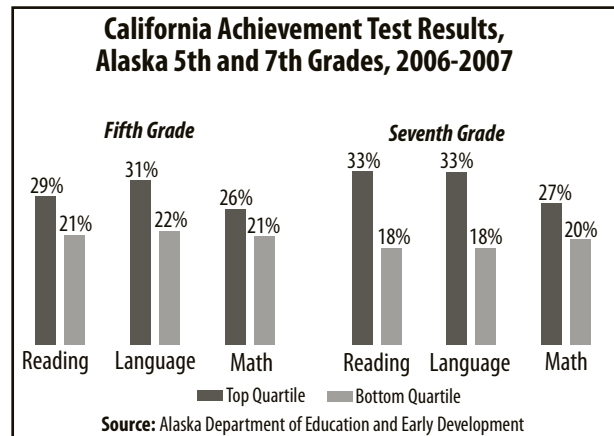 California Achievement Test Results,
Alaska 5th and 7th Grades, 2006-2007
Fifth Grade
29%
21%
31%
22%
26%
21%
Reading
Language
Math
Seventh Grade
33%
18%
33%
18%
27%
20%
Reading
Language
Math
Top Quartile
Bottom Quartile
Source: Alaska Department of Education and Early Development